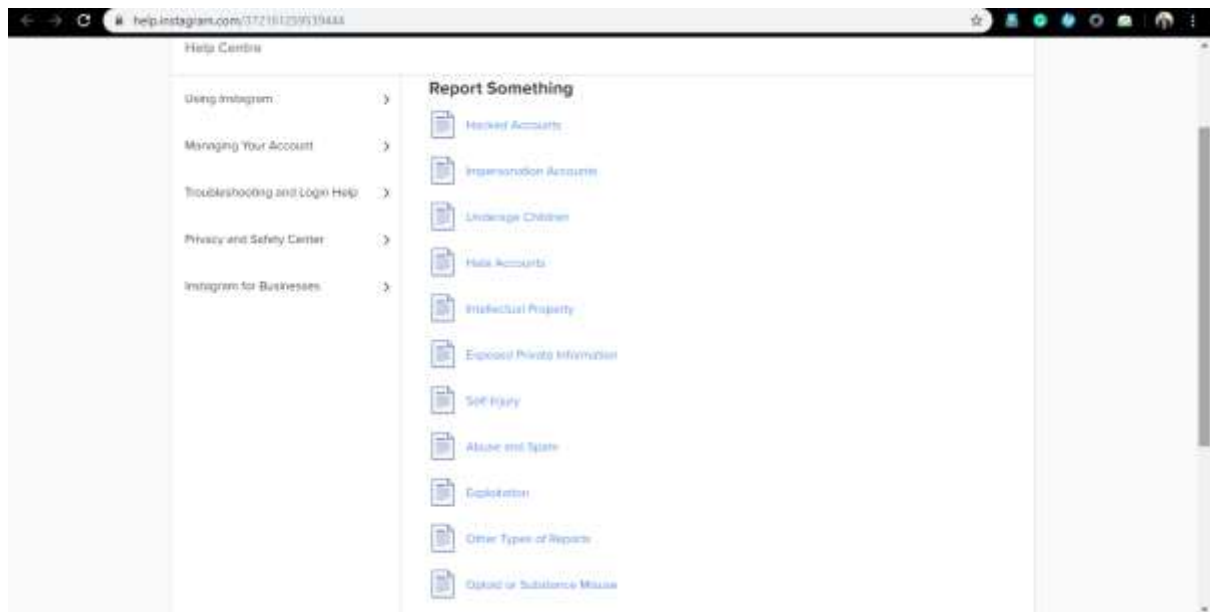 help.instagram.com/372161259539444
Help Centre
Using Instagram
Managing Your Account
Troubleshooting and Login Help
Privacy and Safety Center
Instagram for Businesses
Report Something
Hacked Accounts
Impersonation Accounts
Underage Children
Hate Accounts
Intellectual Property
Exposed Private Information
Self Injury
Abuse and Spam
Exploitation
Other Types of Reports
Opioid or Substance Misuse